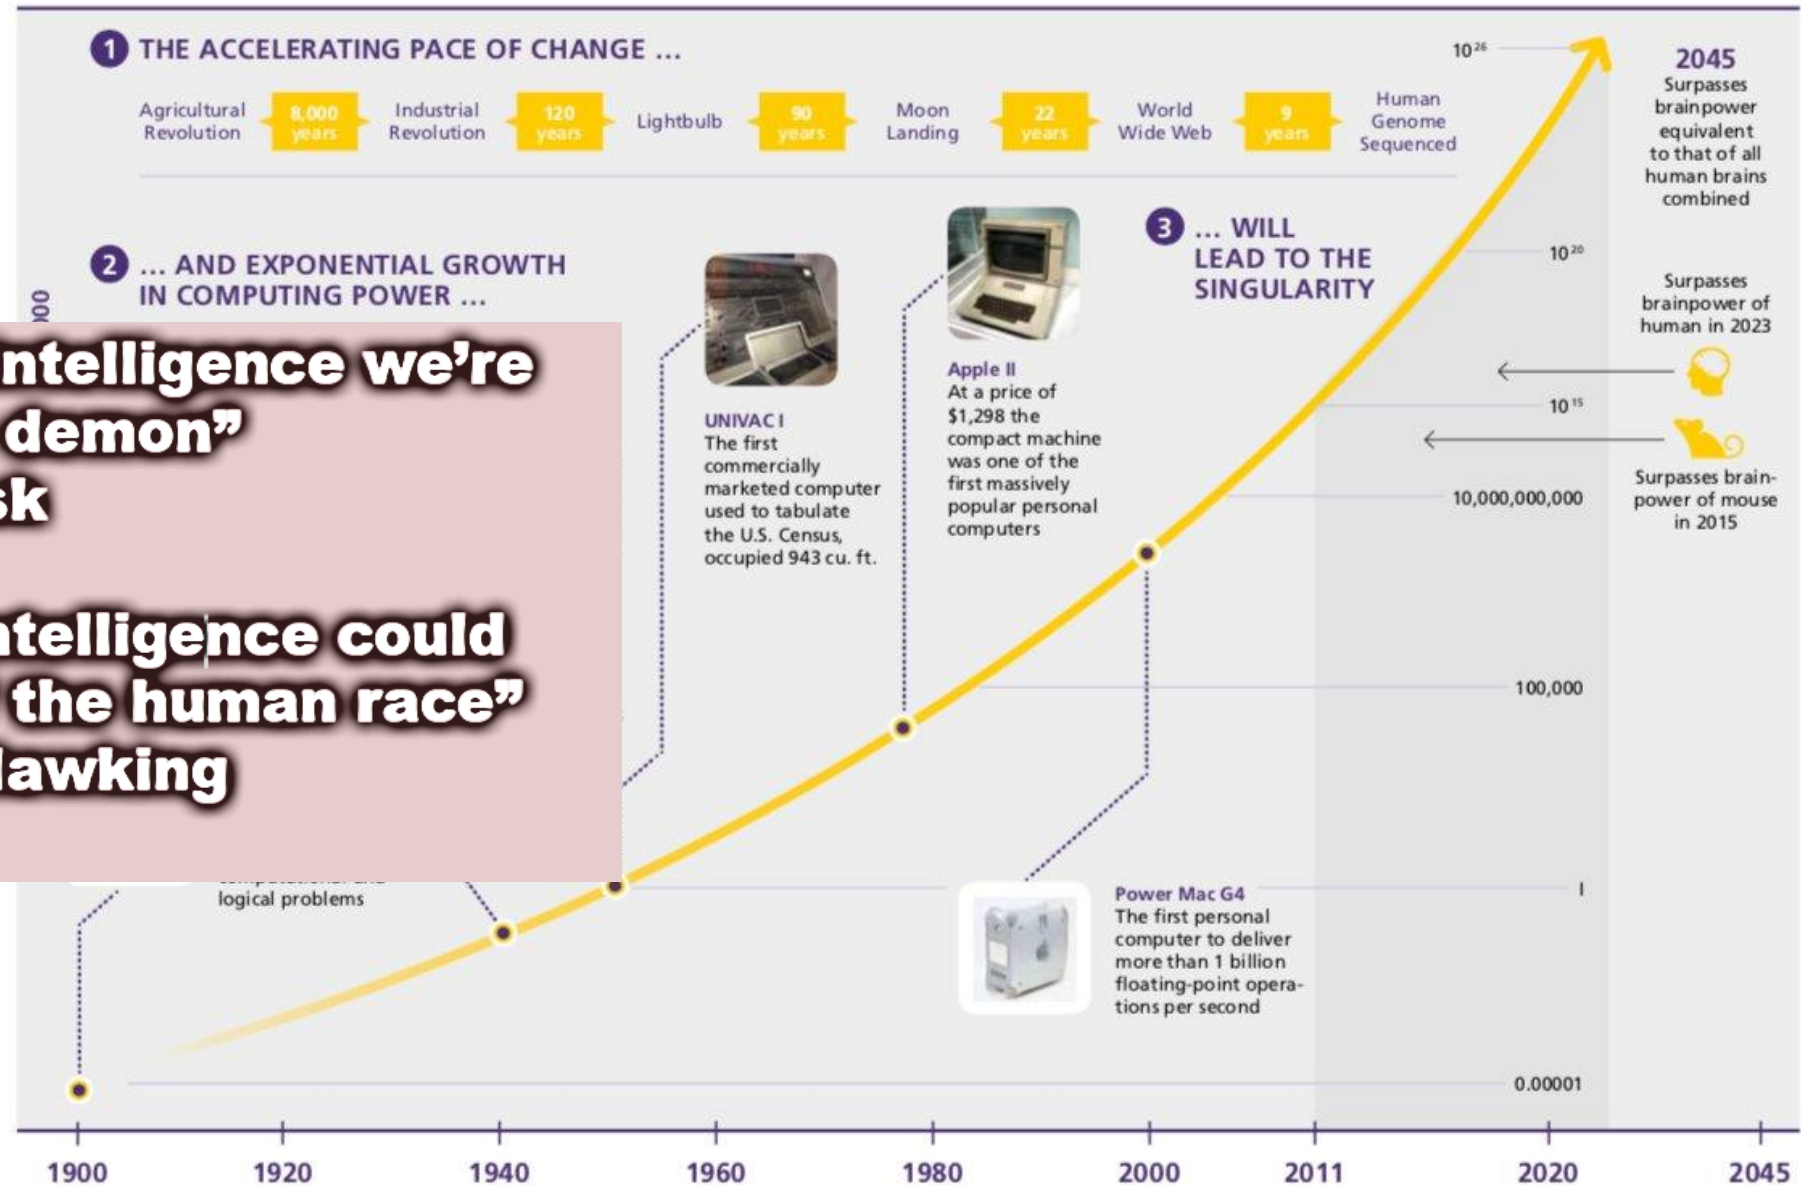 1 THE ACCELERATING PACE OF CHANGE ...
Agricultural
Revolution
8,000
years
Industrial
Revolution
120
years
Lightbulb
90
years
Moon
Landing
22
years
World
Wide Web
9
years
Human
Genome
Sequenced
2 ... AND EXPONENTIAL GROWTH
IN COMPUTING POWER ...
3 ... WILL
LEAD TO THE
SINGULARITY
ntelligence we're
demon”
sk
ntelligence could
the human race”
lawking
logical problems
UNIVAC I
The first
commercially
marketed computer
used to tabulate
the U.S. Census,
occupied 943 cu. ft.
Apple II
At a price of
$1,298 the
compact machine
was one of the
first massively
popular personal
computers
Power Mac G4
The first personal
computer to deliver
more than 1 billion
floating-point opera-
tions per second
10²⁶
10²⁰
10¹⁵
10,000,000,000
100,000
I
0.00001
2045
Surpasses
brainpower
equivalent
to that of all
human brains
combined
Surpasses
brainpower of
human in 2023
Surpasses brain-
power of mouse
in 2015
1900
1920
1940
1960
1980
2000
2011
2020
2045